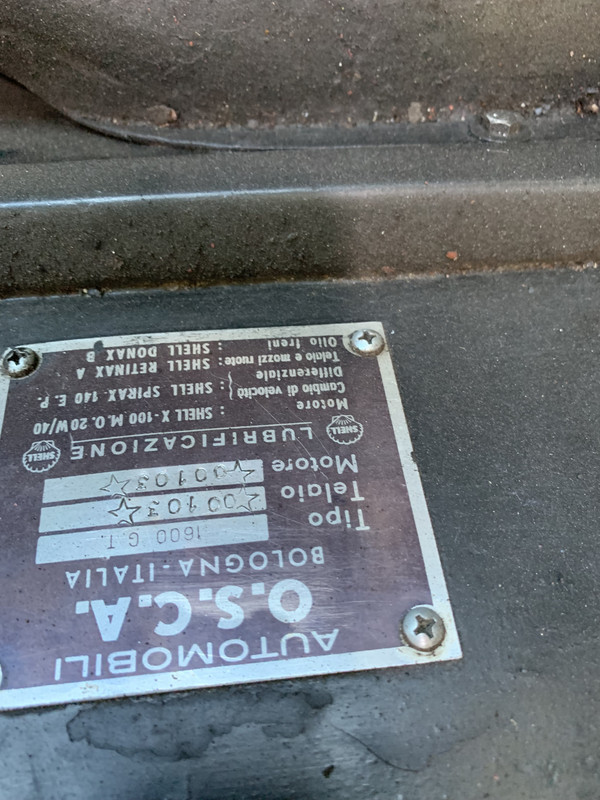 AUTOMOBILI
O.S.C.A.
BOLOGNA-ITALIA
Tipo 1600 G.T.
Telaio ☆00103☆
Motore ☆00103☆
SHELL LUBRIFICAZIONE SHELL
Motore : SHELL X-100 M.O. 20W/40
Cambio di velocità } : SHELL SPIRAX 140 E.P.
Differenziale
Telaio e mozzi ruote : SHELL RETINAX A
Olio freni : SHELL DONAX B